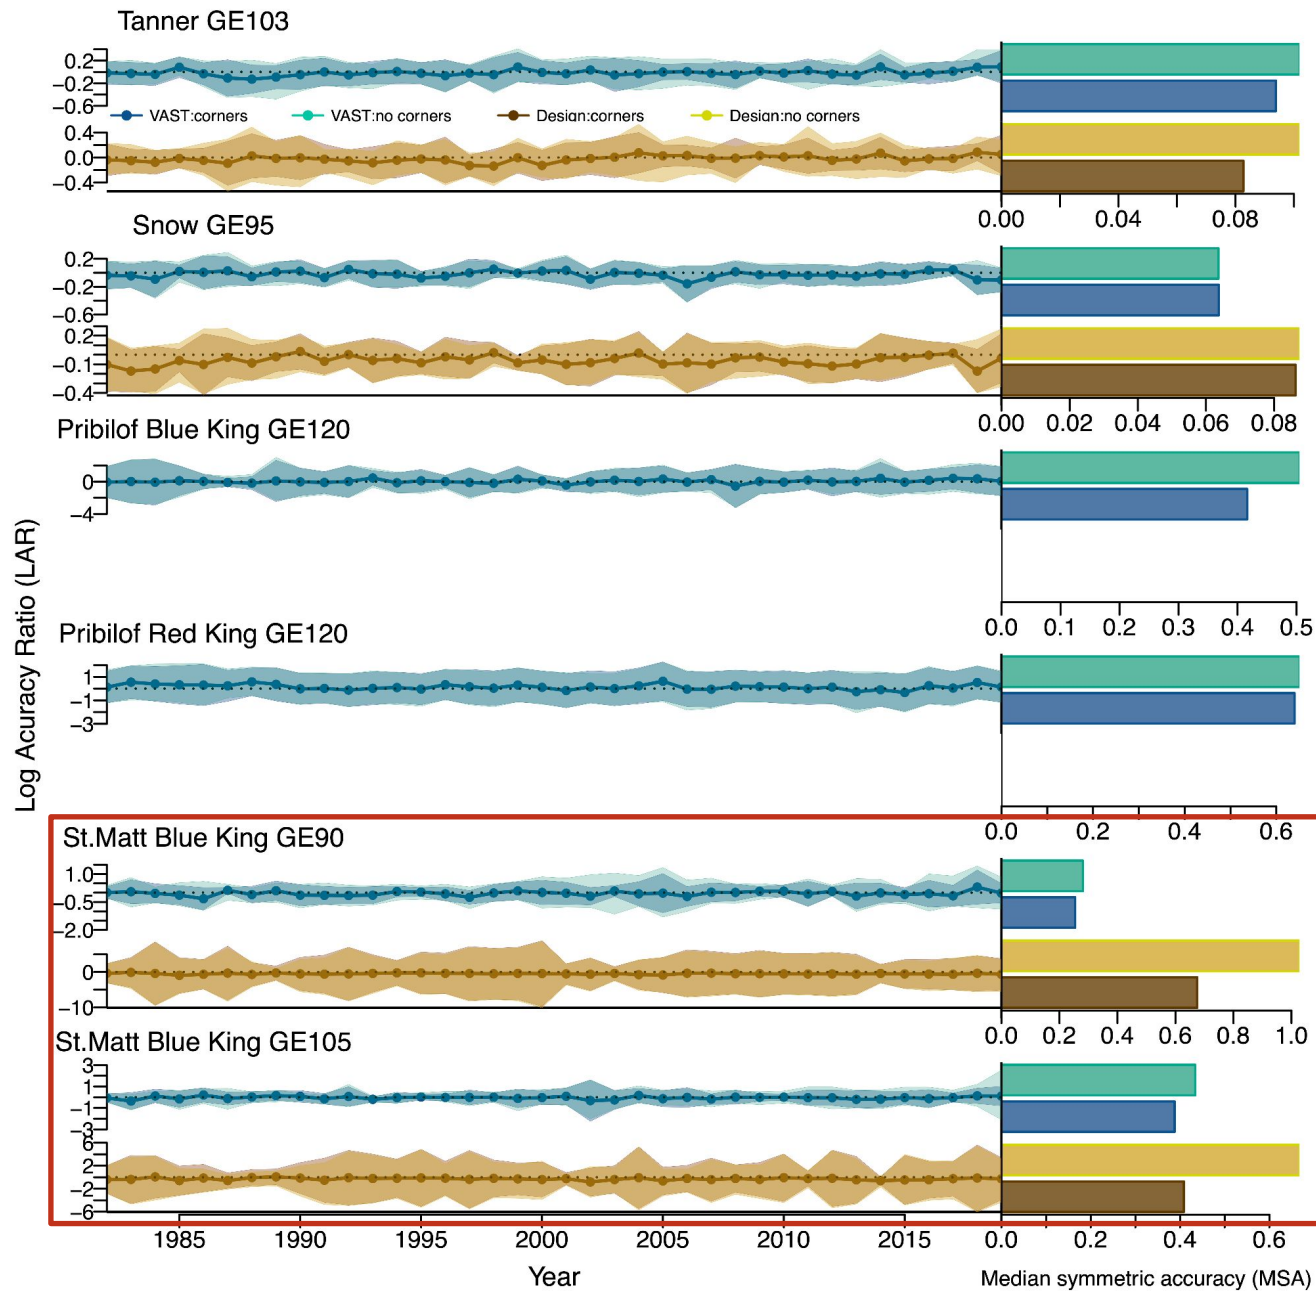 Tanner GE103
0.2
−0.2
−0.6
VAST:corners VAST:no corners Design:corners Design:no corners
0.4
0.0
−0.4
0.00 0.04 0.08
Snow GE95
0.2
−0.2
−0.6
0.2
−0.1
−0.4
0.00 0.02 0.04 0.06 0.08
Pribilof Blue King GE120
0
−4
0.0 0.1 0.2 0.3 0.4 0.5
Pribilof Red King GE120
1
−1
−3
0.0 0.2 0.4 0.6
Log Acuracy Ratio (LAR)
St.Matt Blue King GE90
1.0
−0.5
−2.0
0
−10
0.0 0.2 0.4 0.6 0.8 1.0
St.Matt Blue King GE105
3
1
−1
−3
6
2
−2
−6
1985 1990 1995 2000 2005 2010 2015 0.0 0.2 0.4 0.6
Year Median symmetric accuracy (MSA)